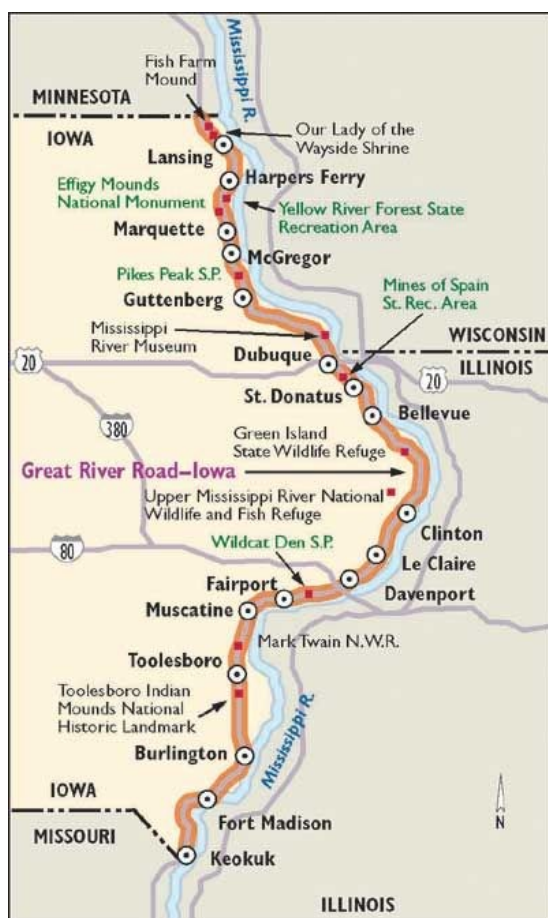 Mississippi R.
Fish Farm
Mound
MINNESOTA
IOWA
Our Lady of the
Wayside Shrine
Lansing
Harpers Ferry
Effigy Mounds
National Monument
Yellow River Forest State
Recreation Area
Marquette
McGregor
Pikes Peak S.P.
Mines of Spain
St. Rec. Area
Guttenberg
Mississippi
River Museum
WISCONSIN
ILLINOIS
20
Dubuque
20
St. Donatus
Bellevue
380
Green Island
State Wildlife Refuge
Great River Road–Iowa
Upper Mississippi River National
Wildlife and Fish Refuge
Clinton
80
Wildcat Den S.P.
Le Claire
Fairport
Davenport
Muscatine
Mark Twain N.W.R.
Toolesboro
Toolesboro Indian
Mounds National
Historic Landmark
Mississippi R.
Burlington
IOWA
MISSOURI
Fort Madison
N
Keokuk
ILLINOIS